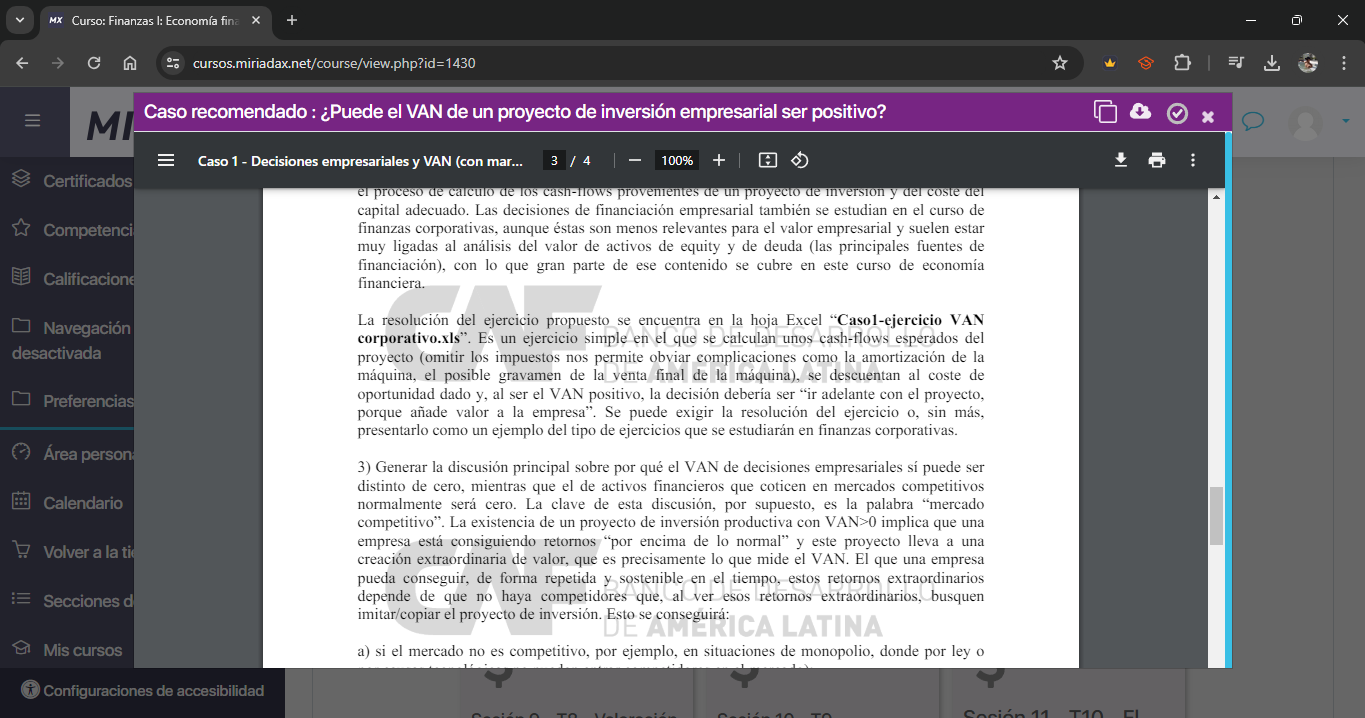 MX Curso: Finanzas I: Economía fina
cursos.miriadax.net/course/view.php?id=1430
Caso recomendado : ¿Puede el VAN de un proyecto de inversión empresarial ser positivo?
Caso 1 - Decisiones empresariales y VAN (con mar...
3 / 4
100%
Certificados
Competenci
Calificacione
Navegación
desactivada
Preferencias
Área person
Calendario
Volver a la ti
Secciones d
Mis cursos
Configuraciones de accesibilidad
el proceso de cálculo de los cash-flows provenientes de un proyecto de inversión y del coste del
capital adecuado. Las decisiones de financiación empresarial también se estudian en el curso de
finanzas corporativas, aunque éstas son menos relevantes para el valor empresarial y suelen estar
muy ligadas al análisis del valor de activos de equity y de deuda (las principales fuentes de
financiación), con lo que gran parte de ese contenido se cubre en este curso de economía
financiera.
La resolución del ejercicio propuesto se encuentra en la hoja Excel “Caso1-ejercicio VAN
corporativo.xls”. Es un ejercicio simple en el que se calculan unos cash-flows esperados del
proyecto (omitir los impuestos nos permite obviar complicaciones como la amortización de la
máquina, el posible gravamen de la venta final de la máquina), se descuentan al coste de
oportunidad dado y, al ser el VAN positivo, la decisión debería ser “ir adelante con el proyecto,
porque añade valor a la empresa”. Se puede exigir la resolución del ejercicio o, sin más,
presentarlo como un ejemplo del tipo de ejercicios que se estudiarán en finanzas corporativas.
3) Generar la discusión principal sobre por qué el VAN de decisiones empresariales sí puede ser
distinto de cero, mientras que el de activos financieros que coticen en mercados competitivos
normalmente será cero. La clave de esta discusión, por supuesto, es la palabra “mercado
competitivo”. La existencia de un proyecto de inversión productiva con VAN>0 implica que una
empresa está consiguiendo retornos “por encima de lo normal” y este proyecto lleva a una
creación extraordinaria de valor, que es precisamente lo que mide el VAN. El que una empresa
pueda conseguir, de forma repetida y sostenible en el tiempo, estos retornos extraordinarios
depende de que no haya competidores que, al ver esos retornos extraordinarios, busquen
imitar/copiar el proyecto de inversión. Esto se conseguirá:
a) si el mercado no es competitivo, por ejemplo, en situaciones de monopolio, donde por ley o
CAF
BANCO DE DESARROLLO
DE AMÉRICA LATINA
CAF
BANCO DE DESARROLLO
DE AMÉRICA LATINA